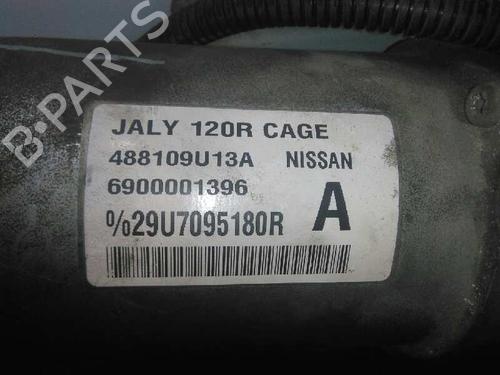 JALY 120R CAGE
488109U13A NISSAN
6900001396
A
%29U7095180R
B-PARTS